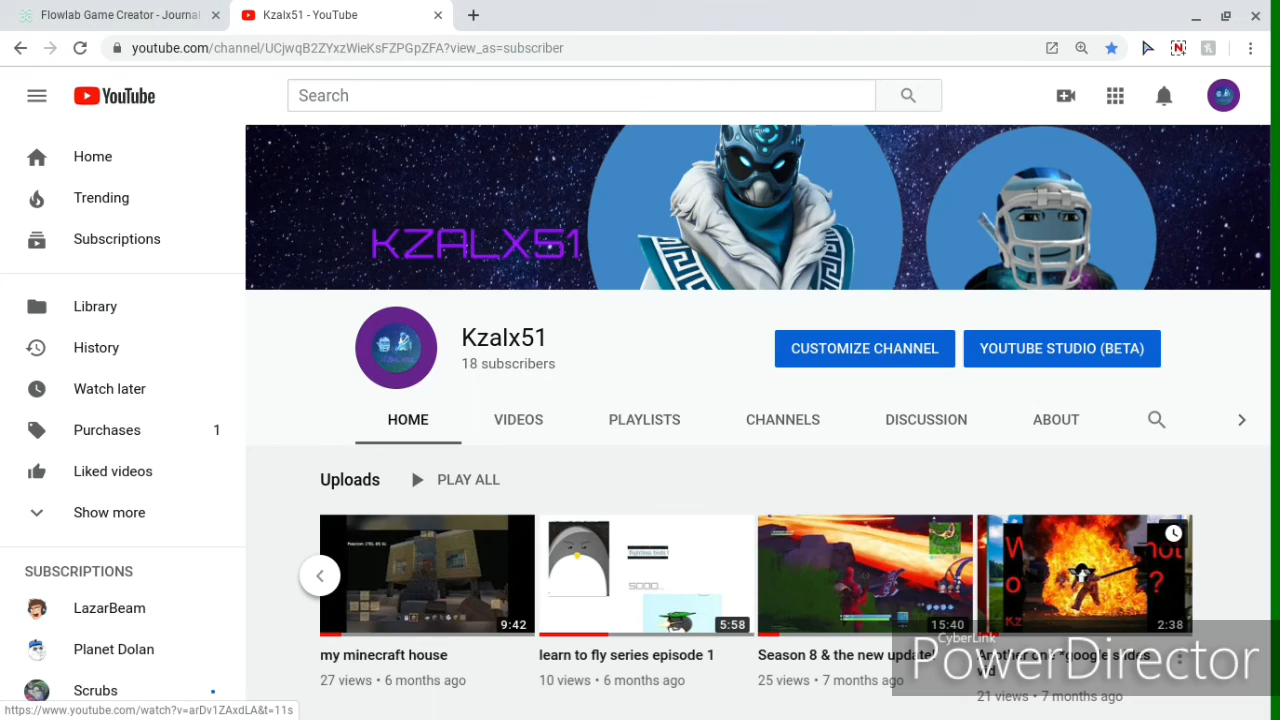 Flowlab Game Creator - Journal
Kzalx51 - YouTube
youtube.com/channel/UCjwqB2ZYxzWieKsFZPGpZFA?view_as=subscriber
YouTube
Search
Home
Trending
Subscriptions
Library
History
Watch later
Purchases 1
Liked videos
Show more
SUBSCRIPTIONS
LazarBeam
Planet Dolan
Scrubs
KZALX51
Kzalx51
18 subscribers
CUSTOMIZE CHANNEL
YOUTUBE STUDIO (BETA)
HOME VIDEOS PLAYLISTS CHANNELS DISCUSSION ABOUT
Uploads PLAY ALL
9:42
5:58
15:40
2:38
my minecraft house
27 views • 6 months ago
learn to fly series episode 1
10 views • 6 months ago
Season 8 & the new update!
25 views • 7 months ago
Another one *google slides
21 views • 7 months ago
CyberLink
PowerDirector
https://www.youtube.com/watch?v=arDv1ZAxdLA&t=11s